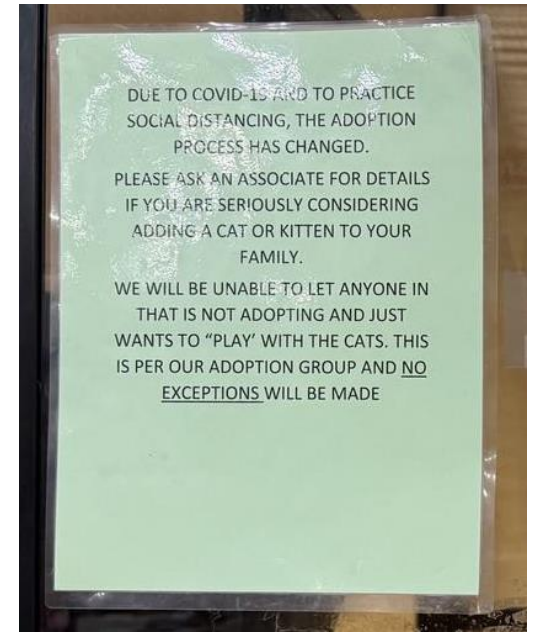 DUE TO COVID-19 AND TO PRACTICE
SOCIAL DISTANCING, THE ADOPTION
PROCESS HAS CHANGED.
PLEASE ASK AN ASSOCIATE FOR DETAILS
IF YOU ARE SERIOUSLY CONSIDERING
ADDING A CAT OR KITTEN TO YOUR
FAMILY.
WE WILL BE UNABLE TO LET ANYONE IN
THAT IS NOT ADOPTING AND JUST
WANTS TO “PLAY’ WITH THE CATS. THIS
IS PER OUR ADOPTION GROUP AND NO
EXCEPTIONS WILL BE MADE